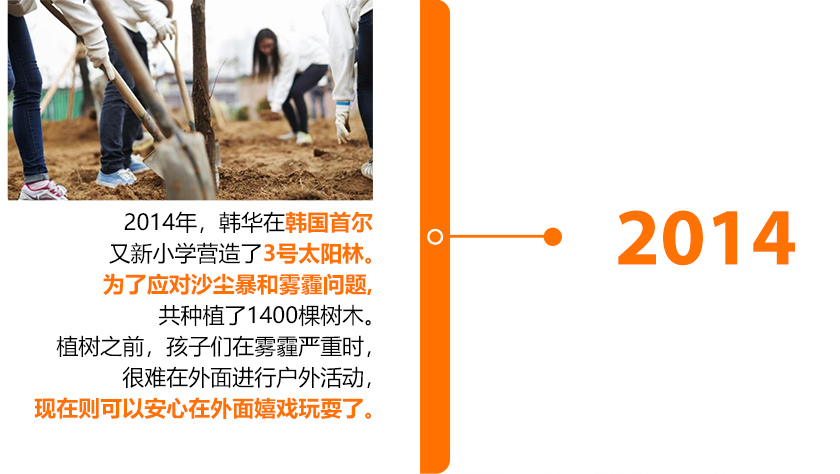 2014年，韩华在韩国首尔
又新小学营造了3号太阳林。
为了应对沙尘暴和雾霾问题,
共种植了1400棵树木。
植树之前，孩子们在雾霾严重时，
很难在外面进行户外活动，
现在则可以安心在外面嬉戏玩耍了。
2014